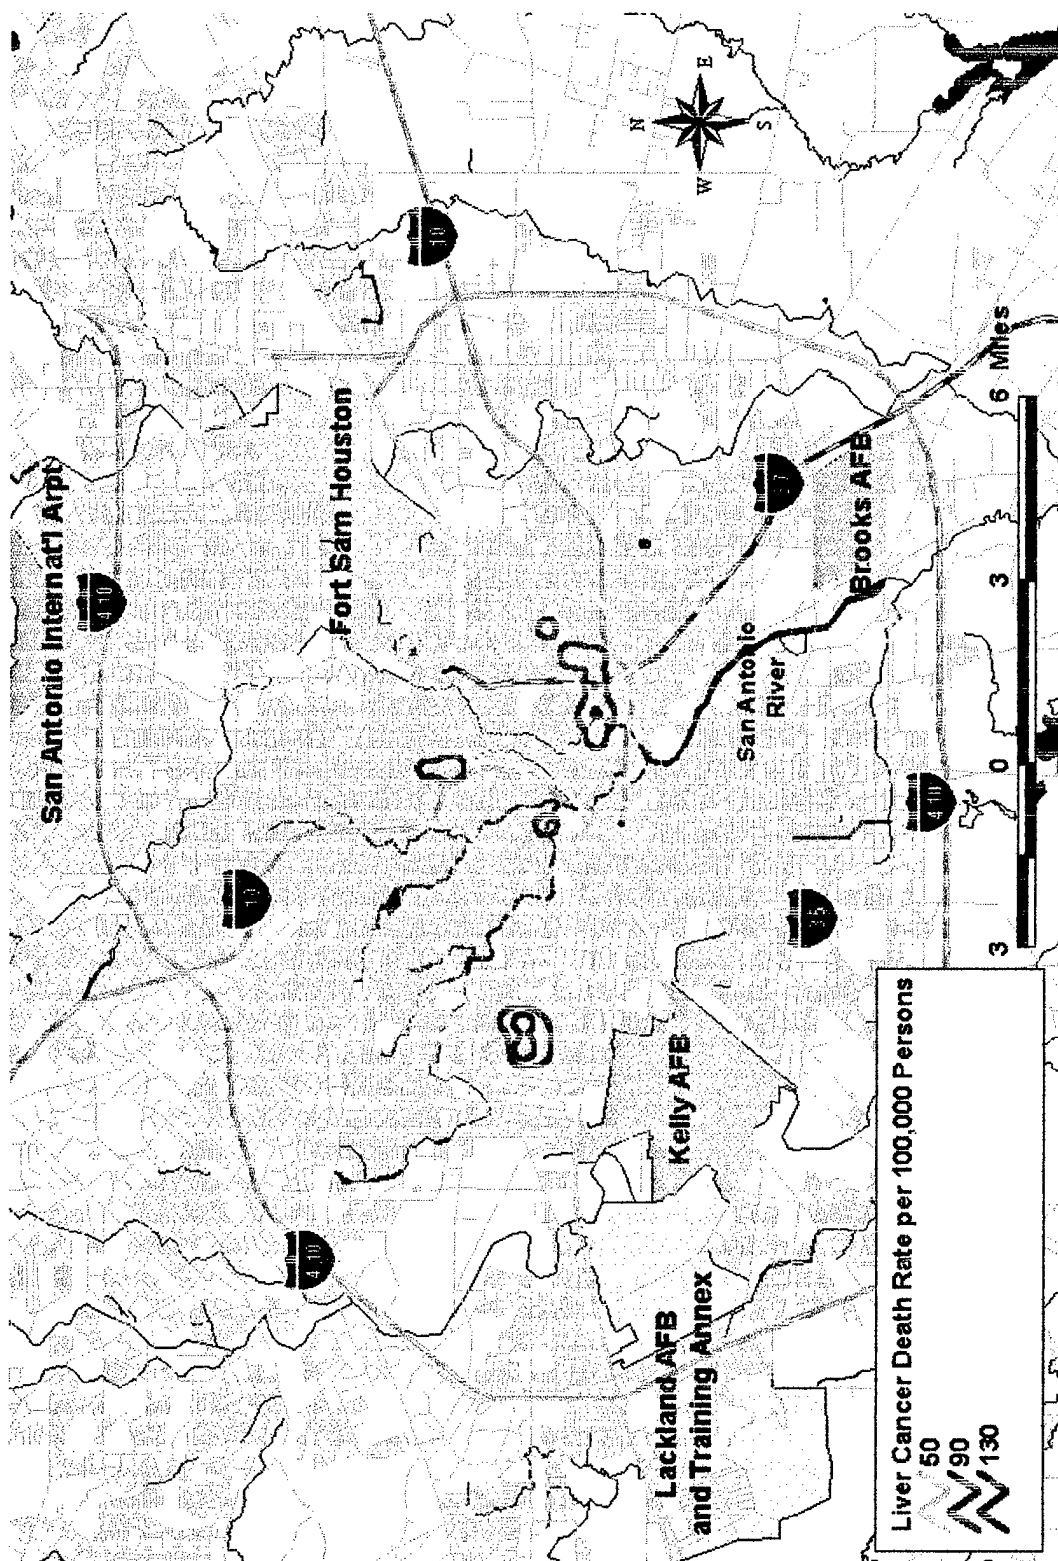 San Antonio Internat'l Arpt
410
Fort Sam Houston
10
10
N
E
S
W
37
Brooks AFB
San Antonio
River
410
Kelly AFB
35
410
Lackland AFB
and Training Annex
3 0 3 6 Miles
Liver Cancer Death Rate per 100,000 Persons
50
90
130